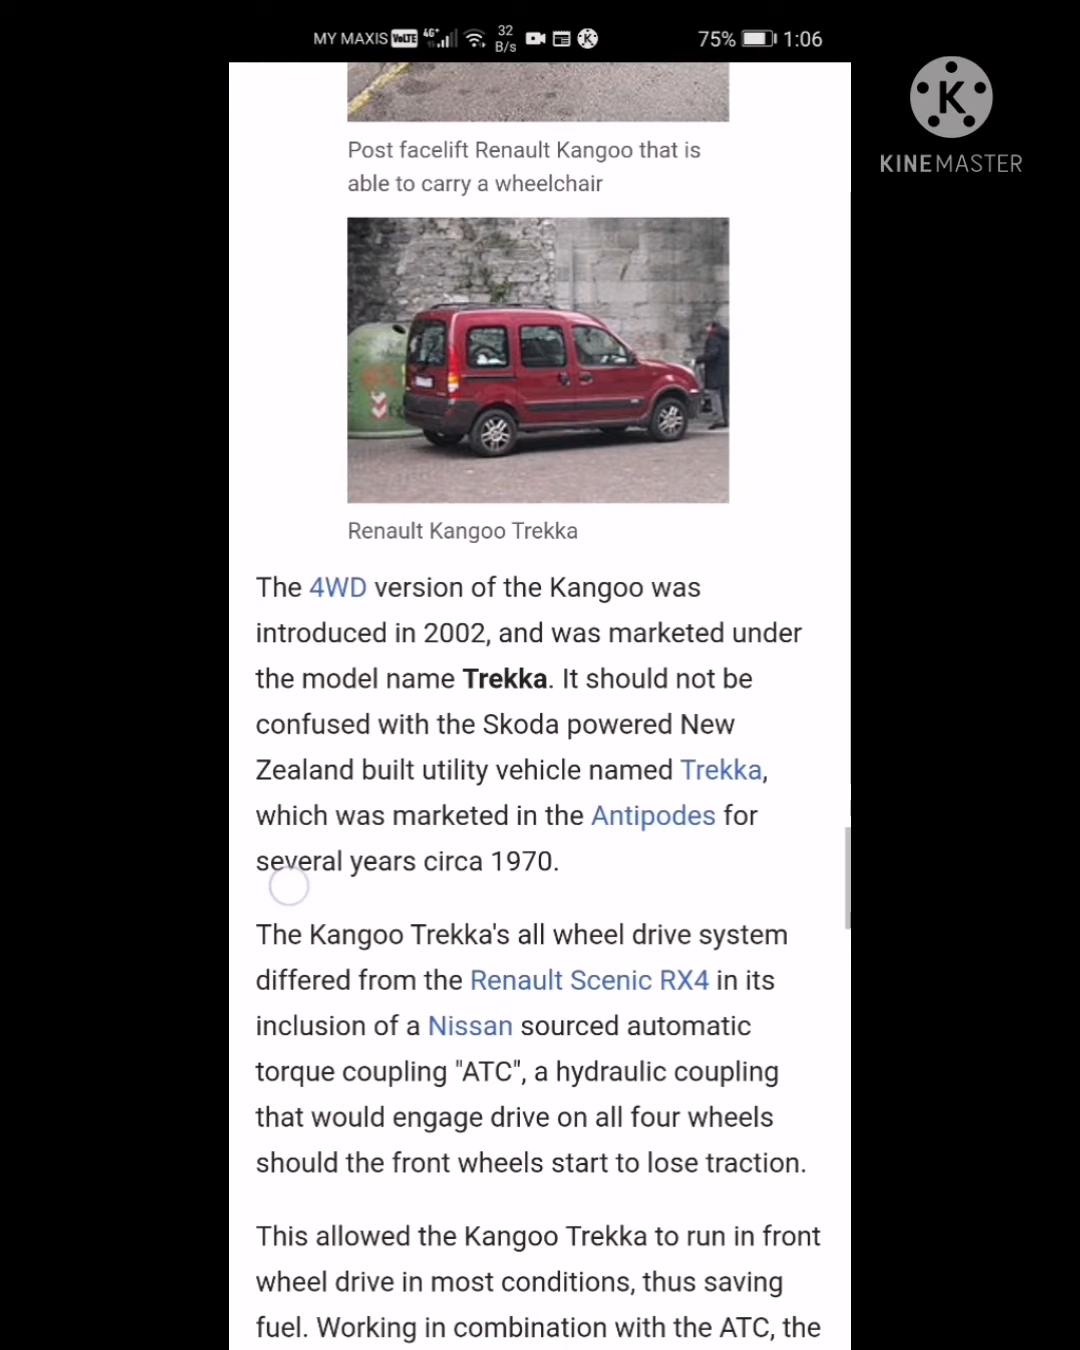 MY MAXIS VoLTE 4G+ 32 B/s 75% 1:06
K
KINEMASTER
Post facelift Renault Kangoo that is
able to carry a wheelchair
Renault Kangoo Trekka
The 4WD version of the Kangoo was
introduced in 2002, and was marketed under
the model name Trekka. It should not be
confused with the Skoda powered New
Zealand built utility vehicle named Trekka,
which was marketed in the Antipodes for
several years circa 1970.
The Kangoo Trekka's all wheel drive system
differed from the Renault Scenic RX4 in its
inclusion of a Nissan sourced automatic
torque coupling "ATC", a hydraulic coupling
that would engage drive on all four wheels
should the front wheels start to lose traction.
This allowed the Kangoo Trekka to run in front
wheel drive in most conditions, thus saving
fuel. Working in combination with the ATC, the